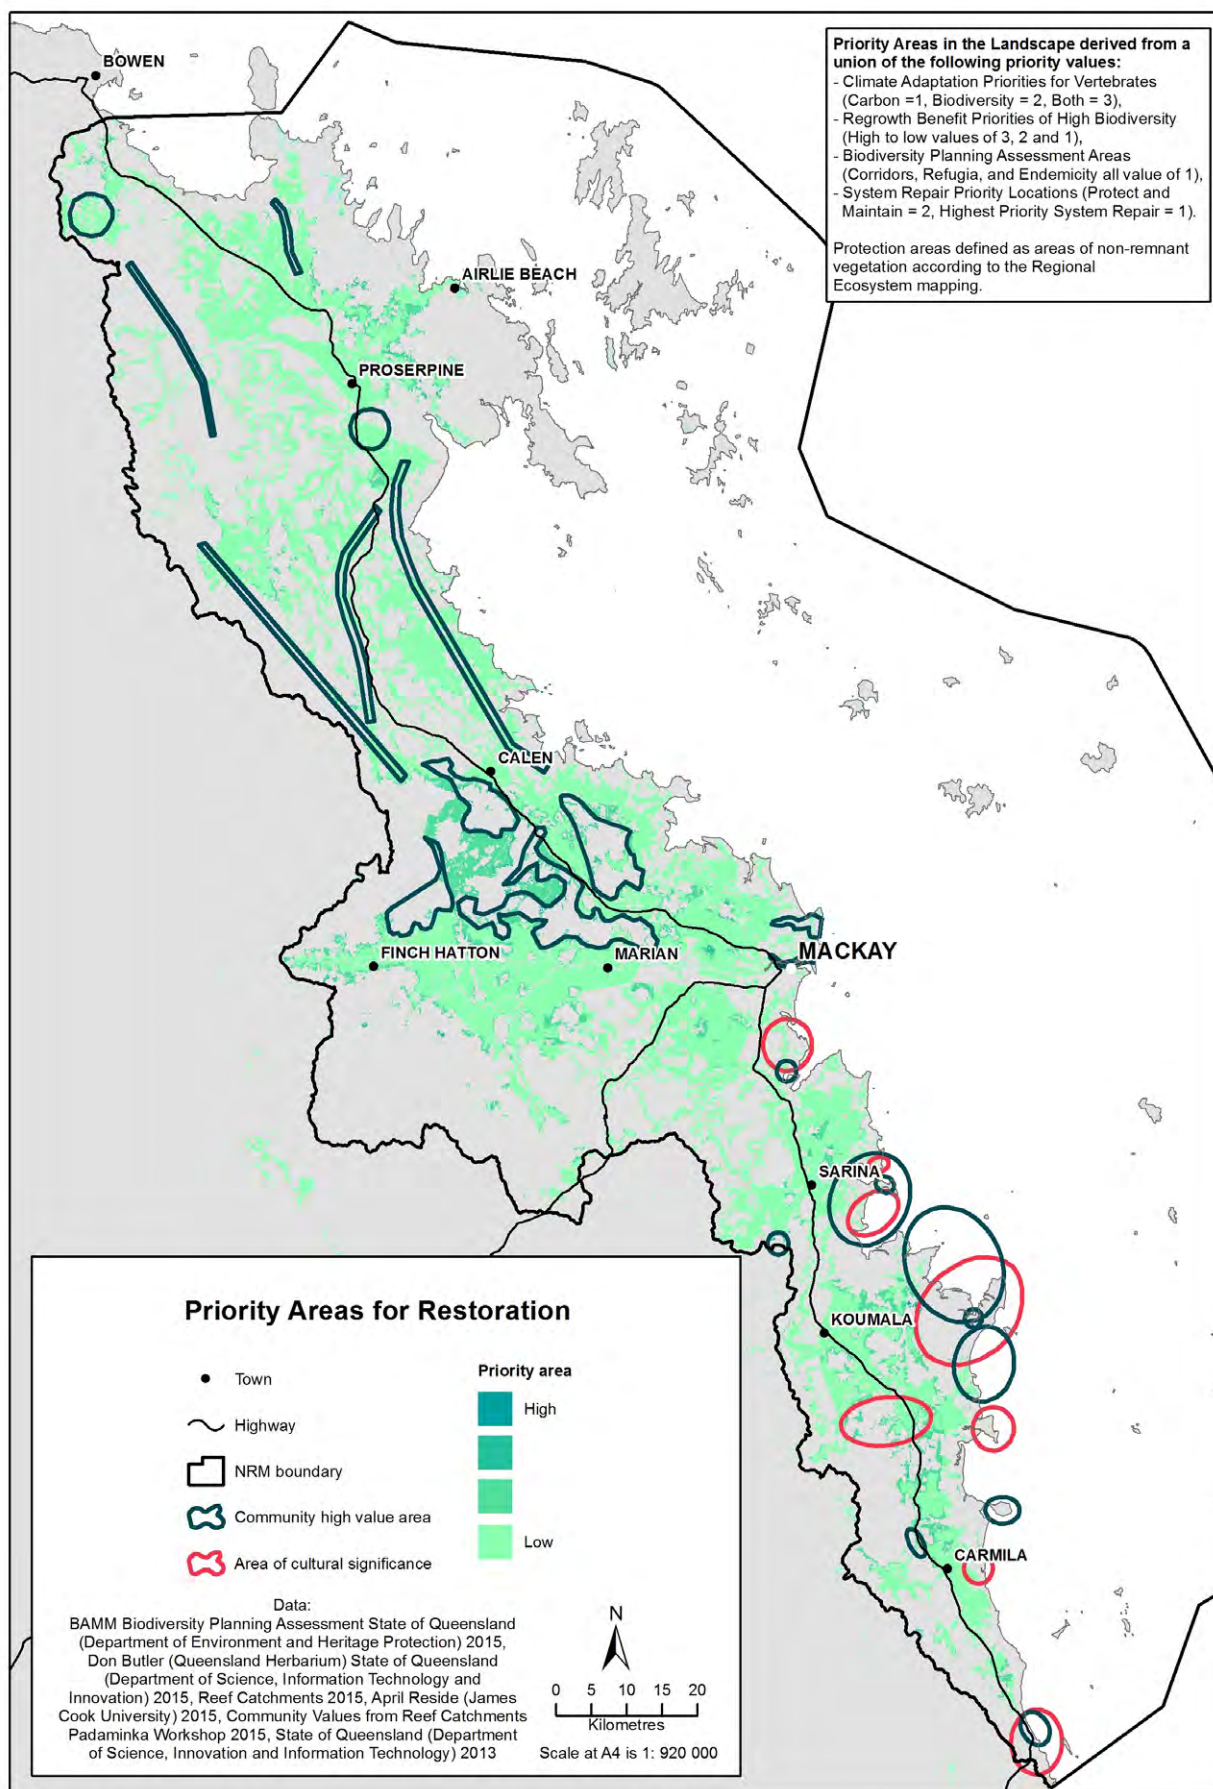 BOWEN
Priority Areas in the Landscape derived from a
union of the following priority values:
- Climate Adaptation Priorities for Vertebrates
(Carbon =1, Biodiversity = 2, Both = 3),
- Regrowth Benefit Priorities of High Biodiversity
(High to low values of 3, 2 and 1),
- Biodiversity Planning Assessment Areas
(Corridors, Refugia, and Endemicity all value of 1),
- System Repair Priority Locations (Protect and
Maintain = 2, Highest Priority System Repair = 1).
Protection areas defined as areas of non-remnant
vegetation according to the Regional
Ecosystem mapping.
AIRLIE BEACH
PROSERPINE
CALEN
FINCH HATTON
MARIAN
MACKAY
SARINA
KOUMALA
CARMILA
Priority Areas for Restoration
Town
Highway
NRM boundary
Community high value area
Area of cultural significance
Priority area
High
Low
Data:
BAMM Biodiversity Planning Assessment State of Queensland
(Department of Environment and Heritage Protection) 2015,
Don Butler (Queensland Herbarium) State of Queensland
(Department of Science, Information Technology and
Innovation) 2015, Reef Catchments 2015, April Reside (James
Cook University) 2015, Community Values from Reef Catchments
Padaminka Workshop 2015, State of Queensland (Department
of Science, Innovation and Information Technology) 2013
N
0 5 10 15 20
Kilometres
Scale at A4 is 1: 920 000